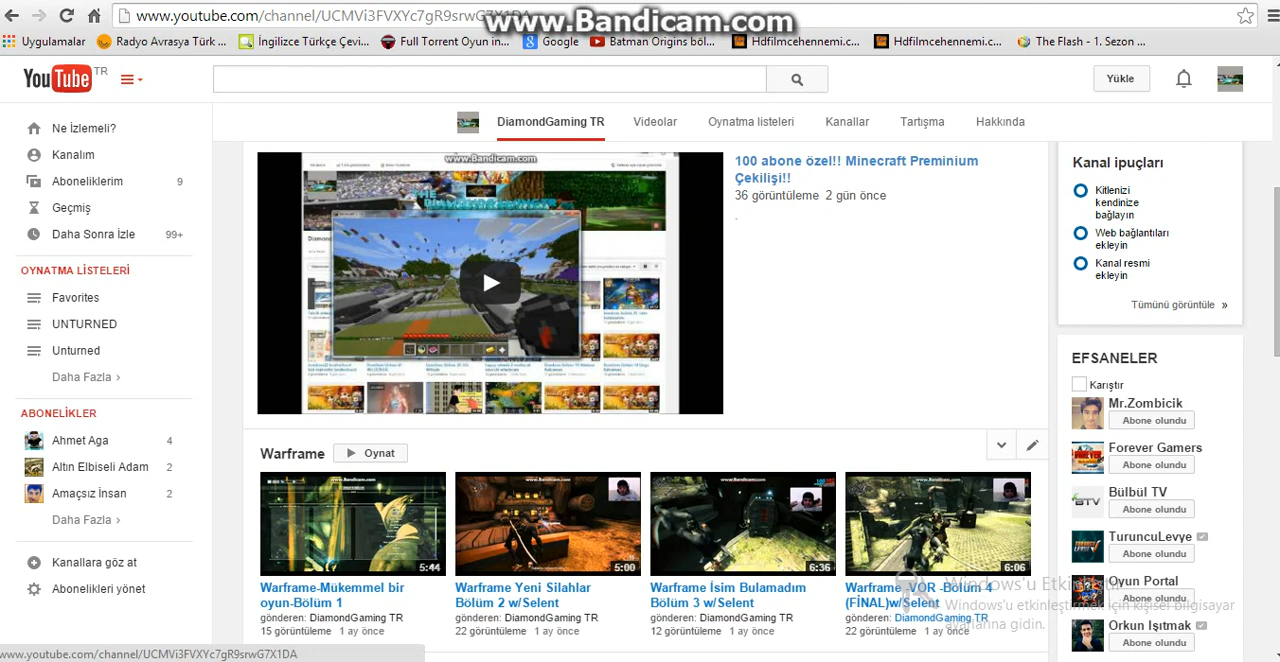 www.youtube.com/channel/UCMVi3FVXYc7gR9srwG7X1DA
www.Bandicam.com
Uygulamalar
Radyo Avrasya Türk ...
İngilizce Türkçe Çevi...
Full Torrent Oyun in...
Google
Batman Origins böl...
Hdfilmcehennemi.c...
Hdfilmcehennemi.c...
The Flash - 1. Sezon ...
YouTube TR
Yükle
DiamondGaming TR
Videolar
Oynatma listeleri
Kanallar
Tartışma
Hakkında
Ne İzlemeli?
Kanalım
Aboneliklerim 9
Geçmiş
Daha Sonra İzle 99+
OYNATMA LİSTELERİ
Favorites
UNTURNED
Unturned
Daha Fazla ›
ABONELİKLER
Ahmet Aga 4
Altın Elbiseli Adam 2
Amaçsız İnsan 2
Daha Fazla ›
Kanallara göz at
Abonelikleri yönet
www.Bandicam.com
100 abone özel!! Minecraft Preminium
Çekilişi!!
36 görüntüleme 2 gün önce
.
Warframe
Oynat
5:44
Warframe-Mükemmel bir
oyun-Bölüm 1
gönderen: DiamondGaming TR
15 görüntüleme 1 ay önce
5:00
Warframe Yeni Silahlar
Bölüm 2 w/Selent
gönderen: DiamondGaming TR
22 görüntüleme 1 ay önce
6:36
Warframe İsim Bulamadım
Bölüm 3 w/Selent
gönderen: DiamondGaming TR
12 görüntüleme 1 ay önce
6:06
Warframe VOR -Bölüm 4
(FİNAL)w/Selent
gönderen: DiamondGaming TR
22 görüntüleme 1 ay önce
Kanal ipuçları
Kitlenizi
kendinize
bağlayın
Web bağlantıları
ekleyin
Kanal resmi
ekleyin
Tümünü görüntüle »
EFSANELER
Karıştır
Mr.Zombicik
Abone olundu
Forever Gamers
Abone olundu
Bülbül TV
Abone olundu
TuruncuLevye
Abone olundu
Oyun Portal
Abone olundu
Orkun Işıtmak
Abone olundu
Windows'u Etkinleştir
Windows'u etkinleştirmek için kişisel bilgisayar
ayarlarına gidin.
www.youtube.com/channel/UCMVi3FVXYc7gR9srwG7X1DA